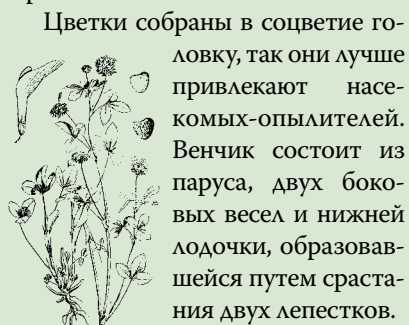 Цветки собраны в соцветие го-
ловку, так они лучше
привлекают насе-
комых-опылителей.
Венчик состоит из
паруса, двух боко-
вых весел и нижней
лодочки, образовав-
шейся путем сраста-
ния двух лепестков.